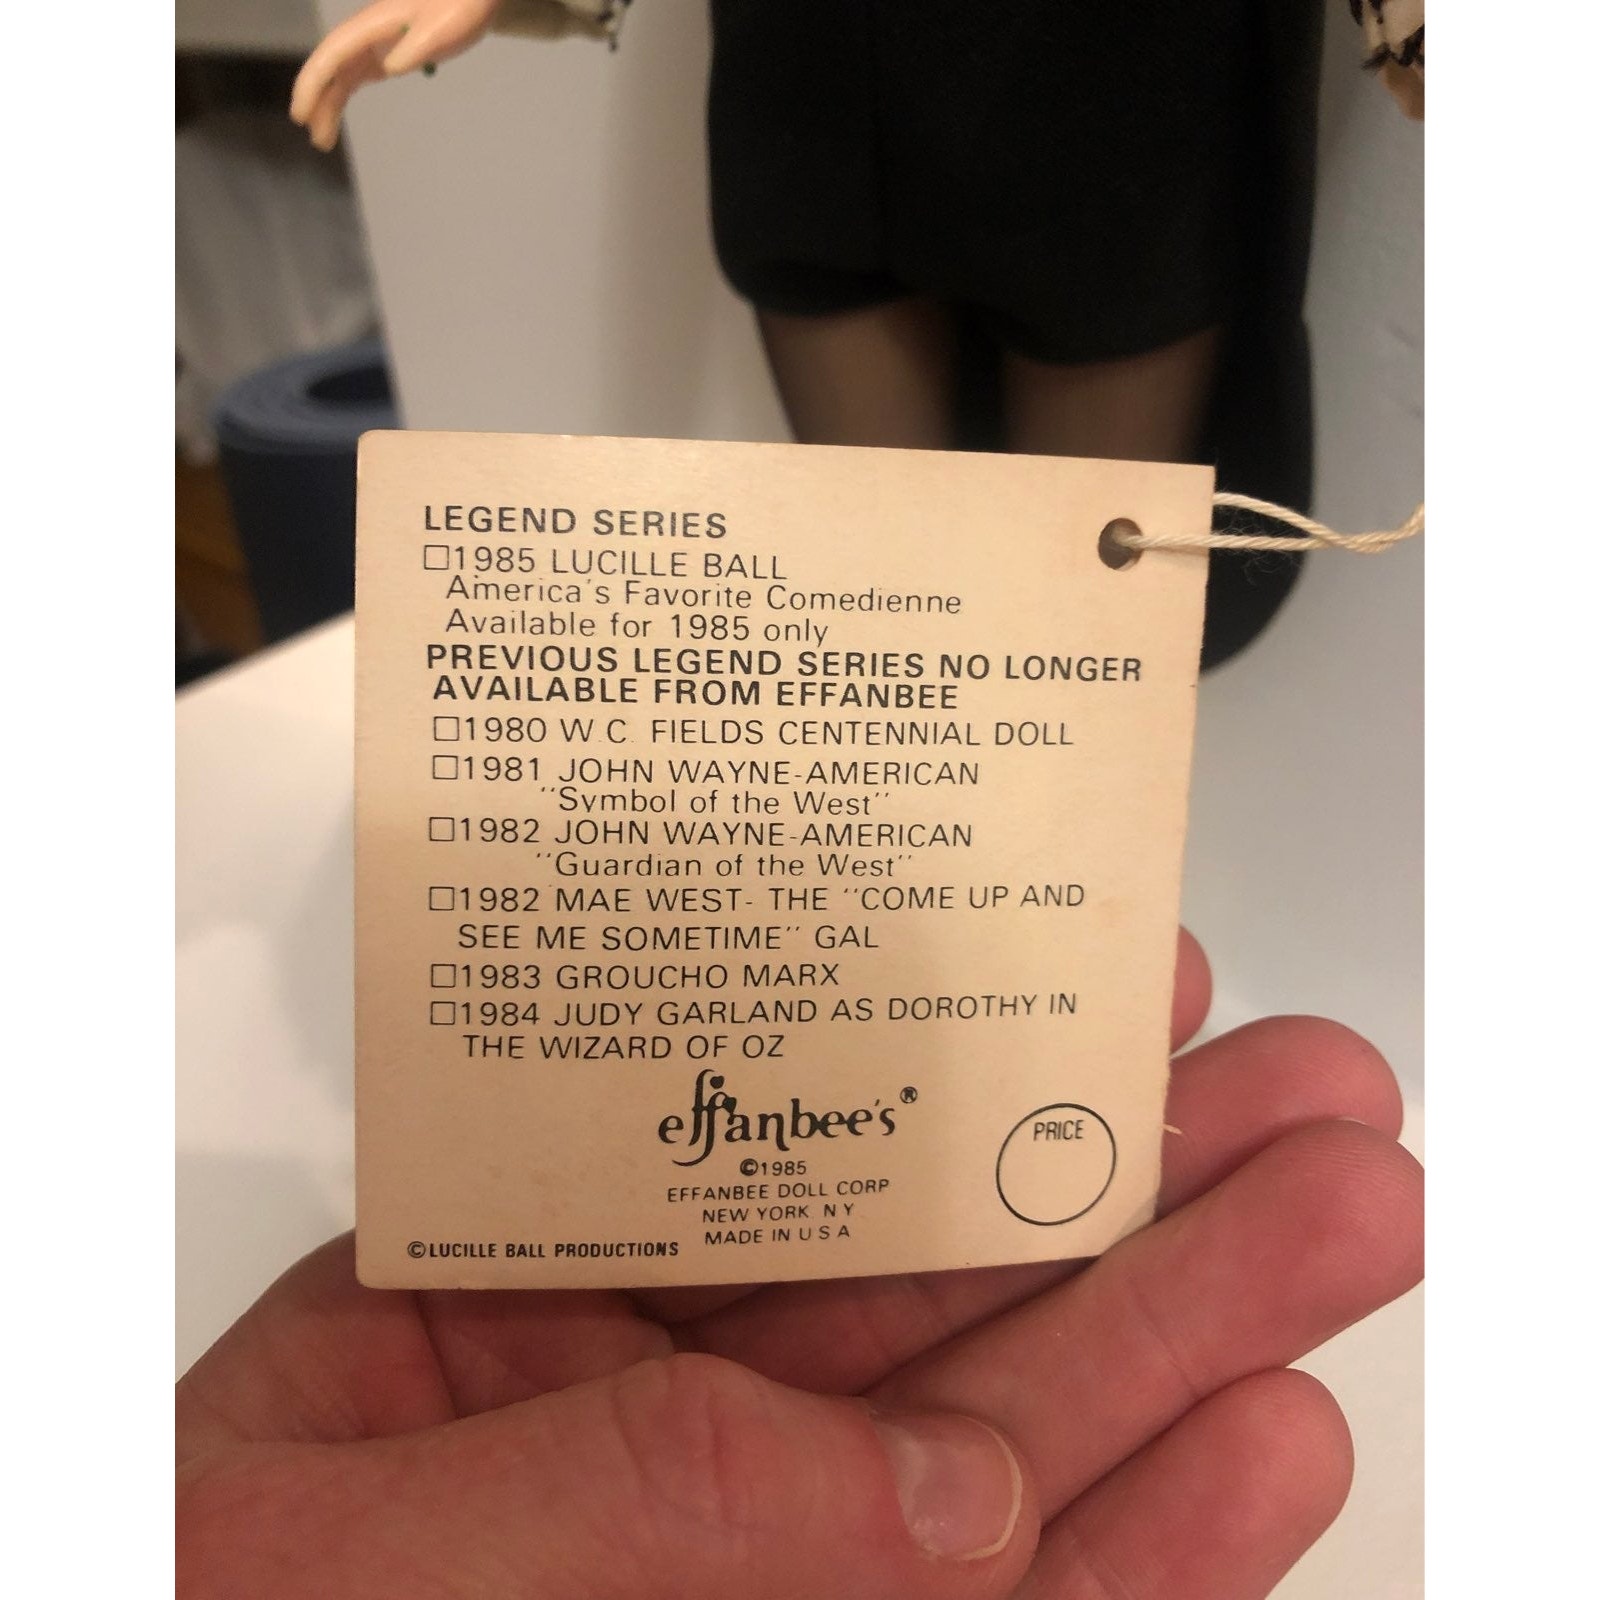 LEGEND SERIES
□1985 LUCILLE BALL
America's Favorite Comedienne
Available for 1985 only
PREVIOUS LEGEND SERIES NO LONGER
AVAILABLE FROM EFFANBEE
□1980 W.C. FIELDS CENTENNIAL DOLL
□1981 JOHN WAYNE-AMERICAN
"Symbol of the West"
□1982 JOHN WAYNE-AMERICAN
"Guardian of the West"
□1982 MAE WEST- THE "COME UP AND
SEE ME SOMETIME" GAL
□1983 GROUCHO MARX
□1984 JUDY GARLAND AS DOROTHY IN
THE WIZARD OF OZ
effanbee's®
©1985
EFFANBEE DOLL CORP
NEW YORK N Y
MADE IN U S A
PRICE
©LUCILLE BALL PRODUCTIONS